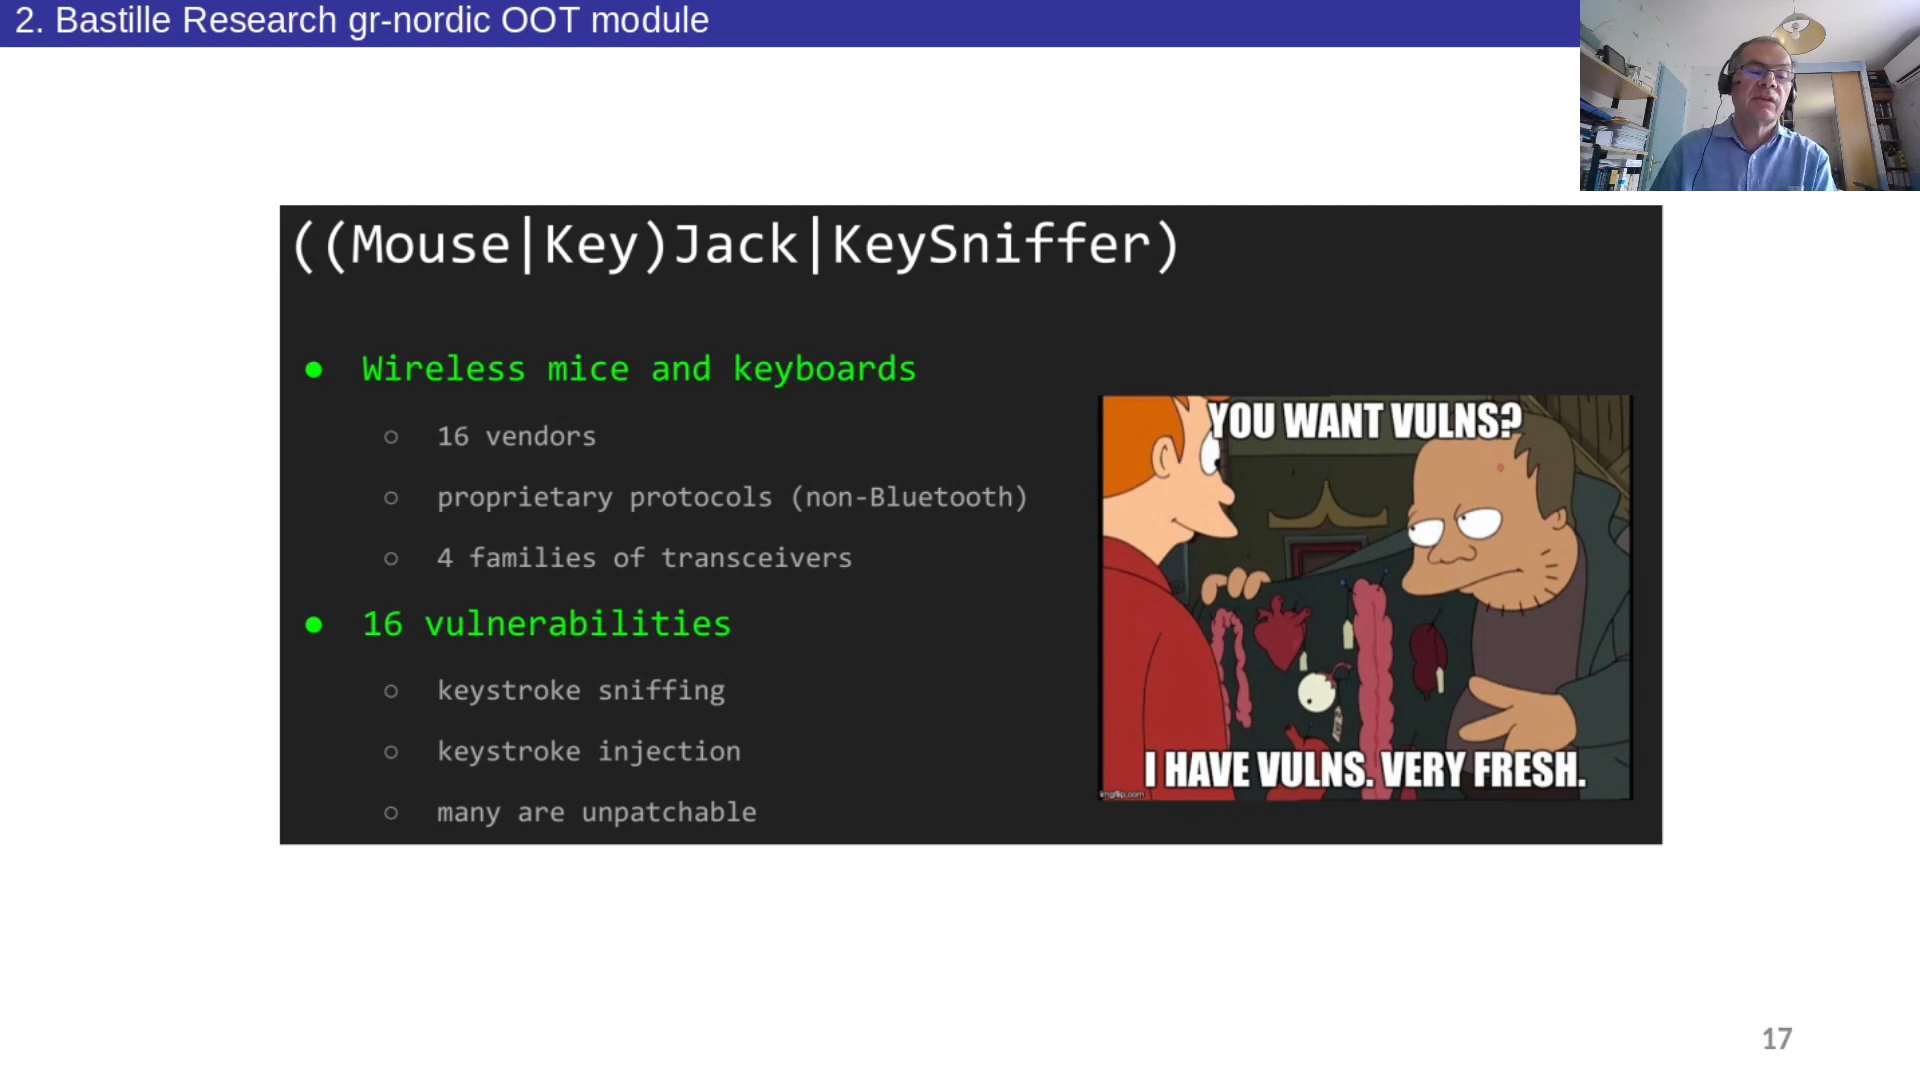 2. Bastille Research gr-nordic OOT module
((Mouse|Key)Jack|KeySniffer)
● Wireless mice and keyboards
○ 16 vendors
○ proprietary protocols (non-Bluetooth)
○ 4 families of transceivers
● 16 vulnerabilities
○ keystroke sniffing
○ keystroke injection
○ many are unpatchable
YOU WANT VULNS?
I HAVE VULNS. VERY FRESH.
imgflip.com
17